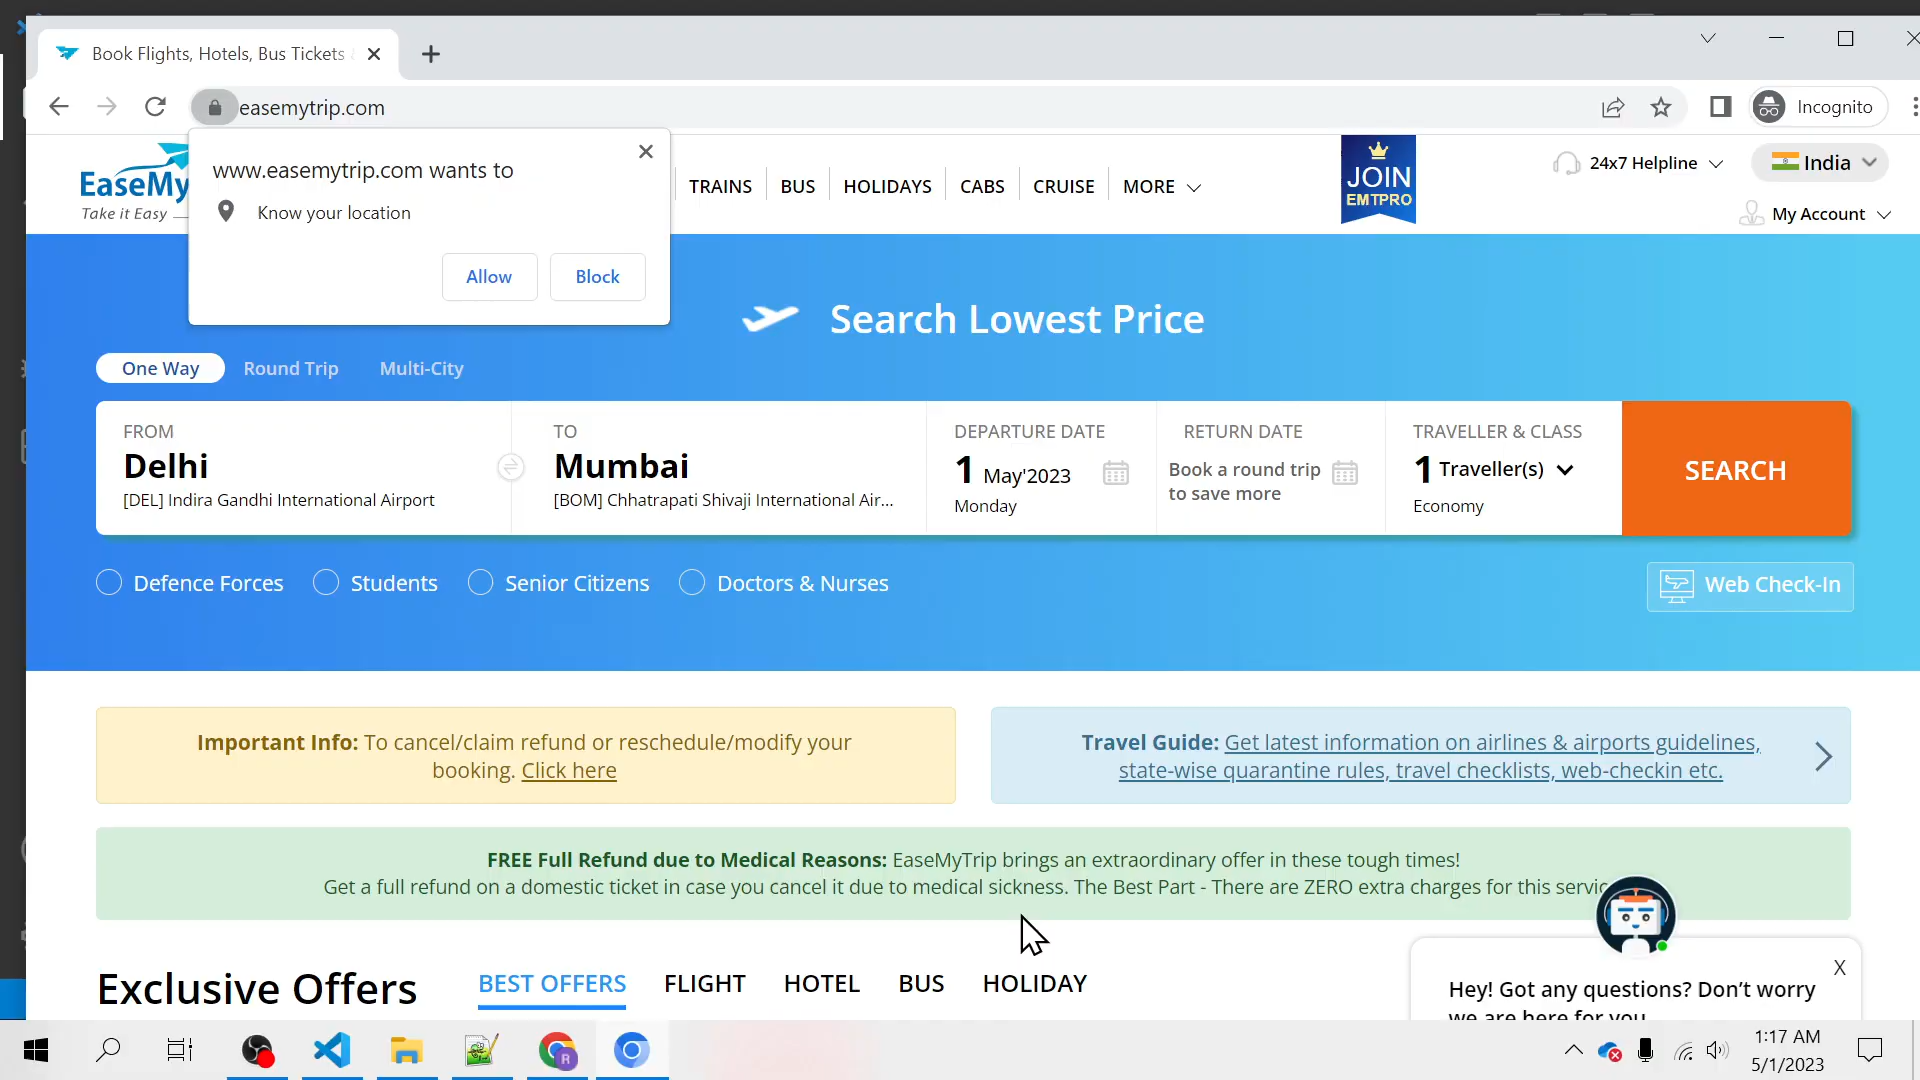 Book Flights, Hotels, Bus Tickets
easemytrip.com
Incognito
www.easemytrip.com wants to
Know your location
Allow
Block
EaseMy
Take it Easy
TRAINS
BUS
HOLIDAYS
CABS
CRUISE
MORE
JOIN
EMTPRO
24x7 Helpline
India
My Account
Search Lowest Price
One Way
Round Trip
Multi-City
FROM
Delhi
[DEL] Indira Gandhi International Airport
TO
Mumbai
[BOM] Chhatrapati Shivaji International Air...
DEPARTURE DATE
1 May'2023
Monday
RETURN DATE
Book a round trip
to save more
TRAVELLER & CLASS
1 Traveller(s)
Economy
SEARCH
Defence Forces
Students
Senior Citizens
Doctors & Nurses
Web Check-In
Important Info: To cancel/claim refund or reschedule/modify your
booking. Click here
Travel Guide: Get latest information on airlines & airports guidelines,
state-wise quarantine rules, travel checklists, web-checkin etc.
FREE Full Refund due to Medical Reasons: EaseMyTrip brings an extraordinary offer in these tough times!
Get a full refund on a domestic ticket in case you cancel it due to medical sickness. The Best Part - There are ZERO extra charges for this servic
Exclusive Offers
BEST OFFERS
FLIGHT
HOTEL
BUS
HOLIDAY
X
Hey! Got any questions? Don’t worry
we are here for you
R
1:17 AM
5/1/2023